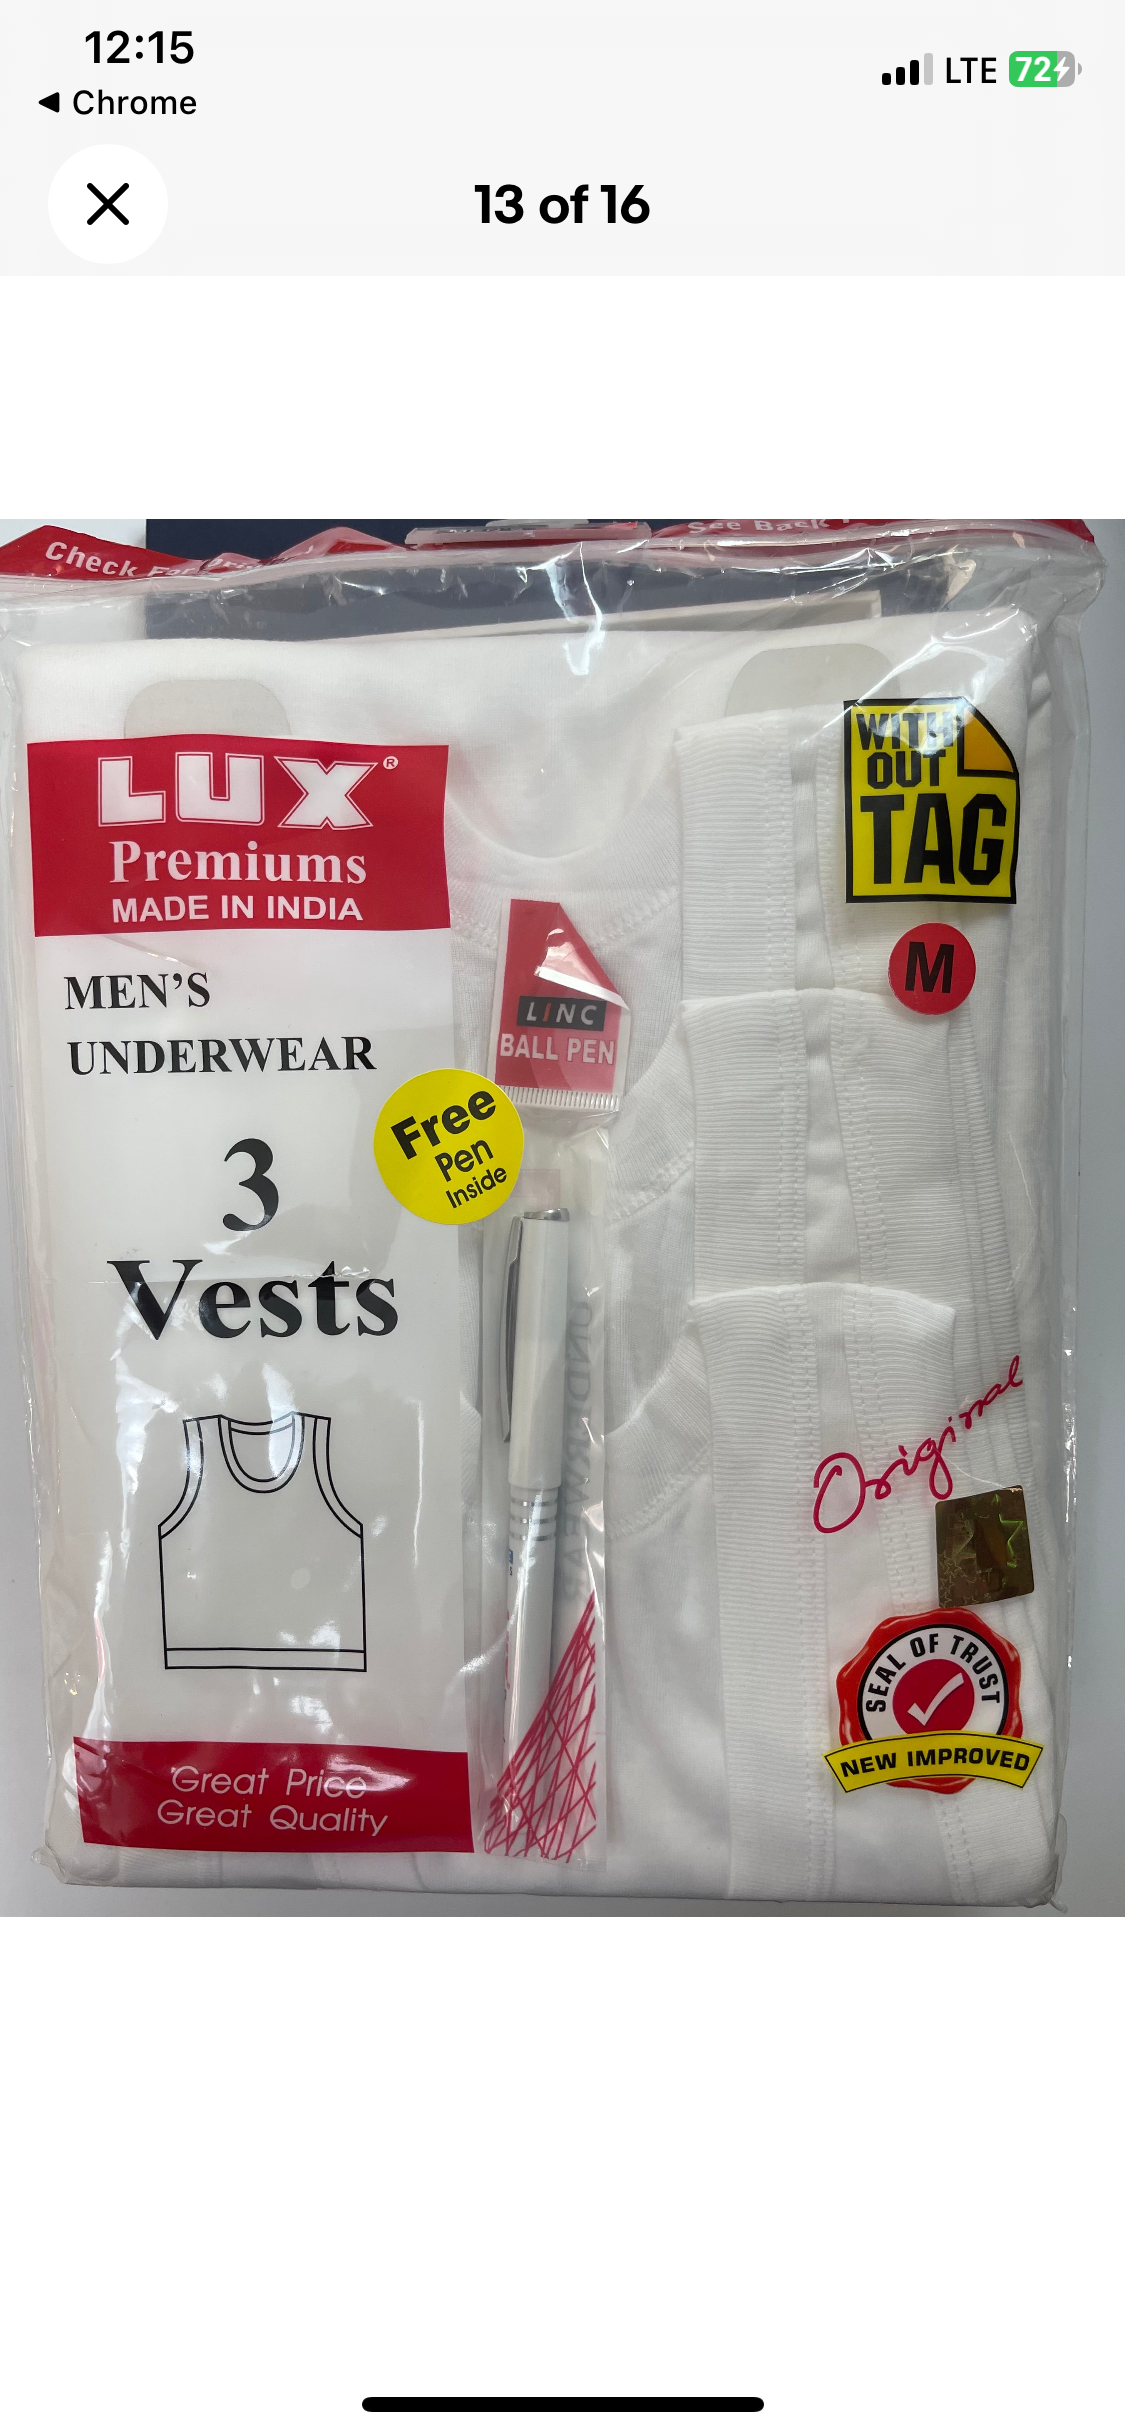 12:15
LTE 72
Chrome
13 of 16
Check For
See Back
LUX®
Premiums
MADE IN INDIA
MEN'S
UNDERWEAR
3
Vests
Great Price
Great Quality
LINC
BALL PEN
Free
Pen
Inside
WITH
OUT
TAG
M
Original
SEAL OF TRUST
NEW IMPROVED